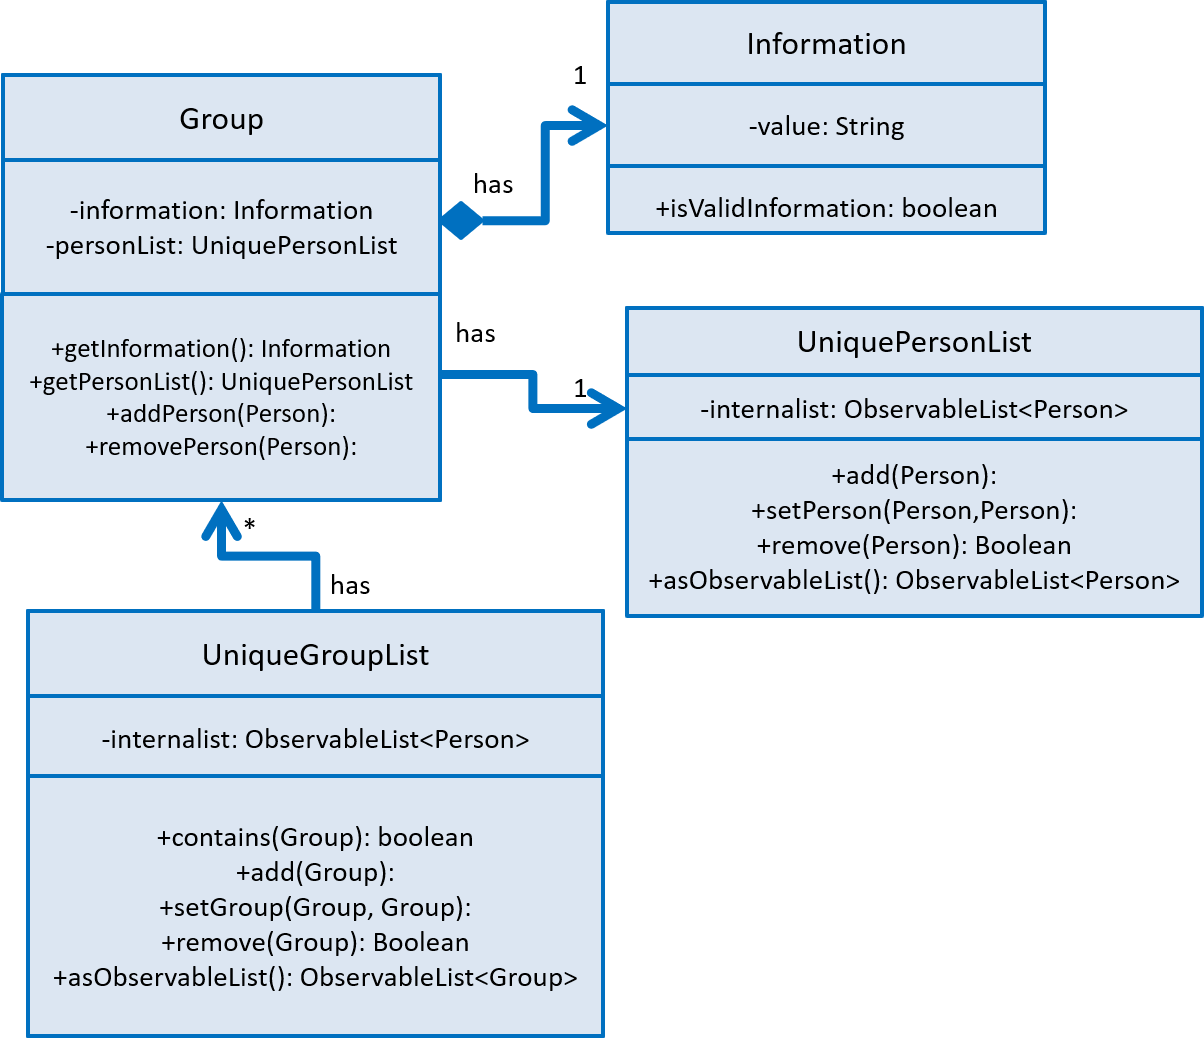 Information
-value: String
+isValidInformation: boolean
1
has
Group
-information: Information
-personList: UniquePersonList
+getInformation(): Information
+getPersonList(): UniquePersonList
+addPerson(Person):
+removePerson(Person):
has
1
UniquePersonList
-internalist: ObservableList<Person>
+add(Person):
+setPerson(Person,Person):
+remove(Person): Boolean
+asObservableList(): ObservableList<Person>
*
has
UniqueGroupList
-internalist: ObservableList<Person>
+contains(Group): boolean
+add(Group):
+setGroup(Group, Group):
+remove(Group): Boolean
+asObservableList(): ObservableList<Group>